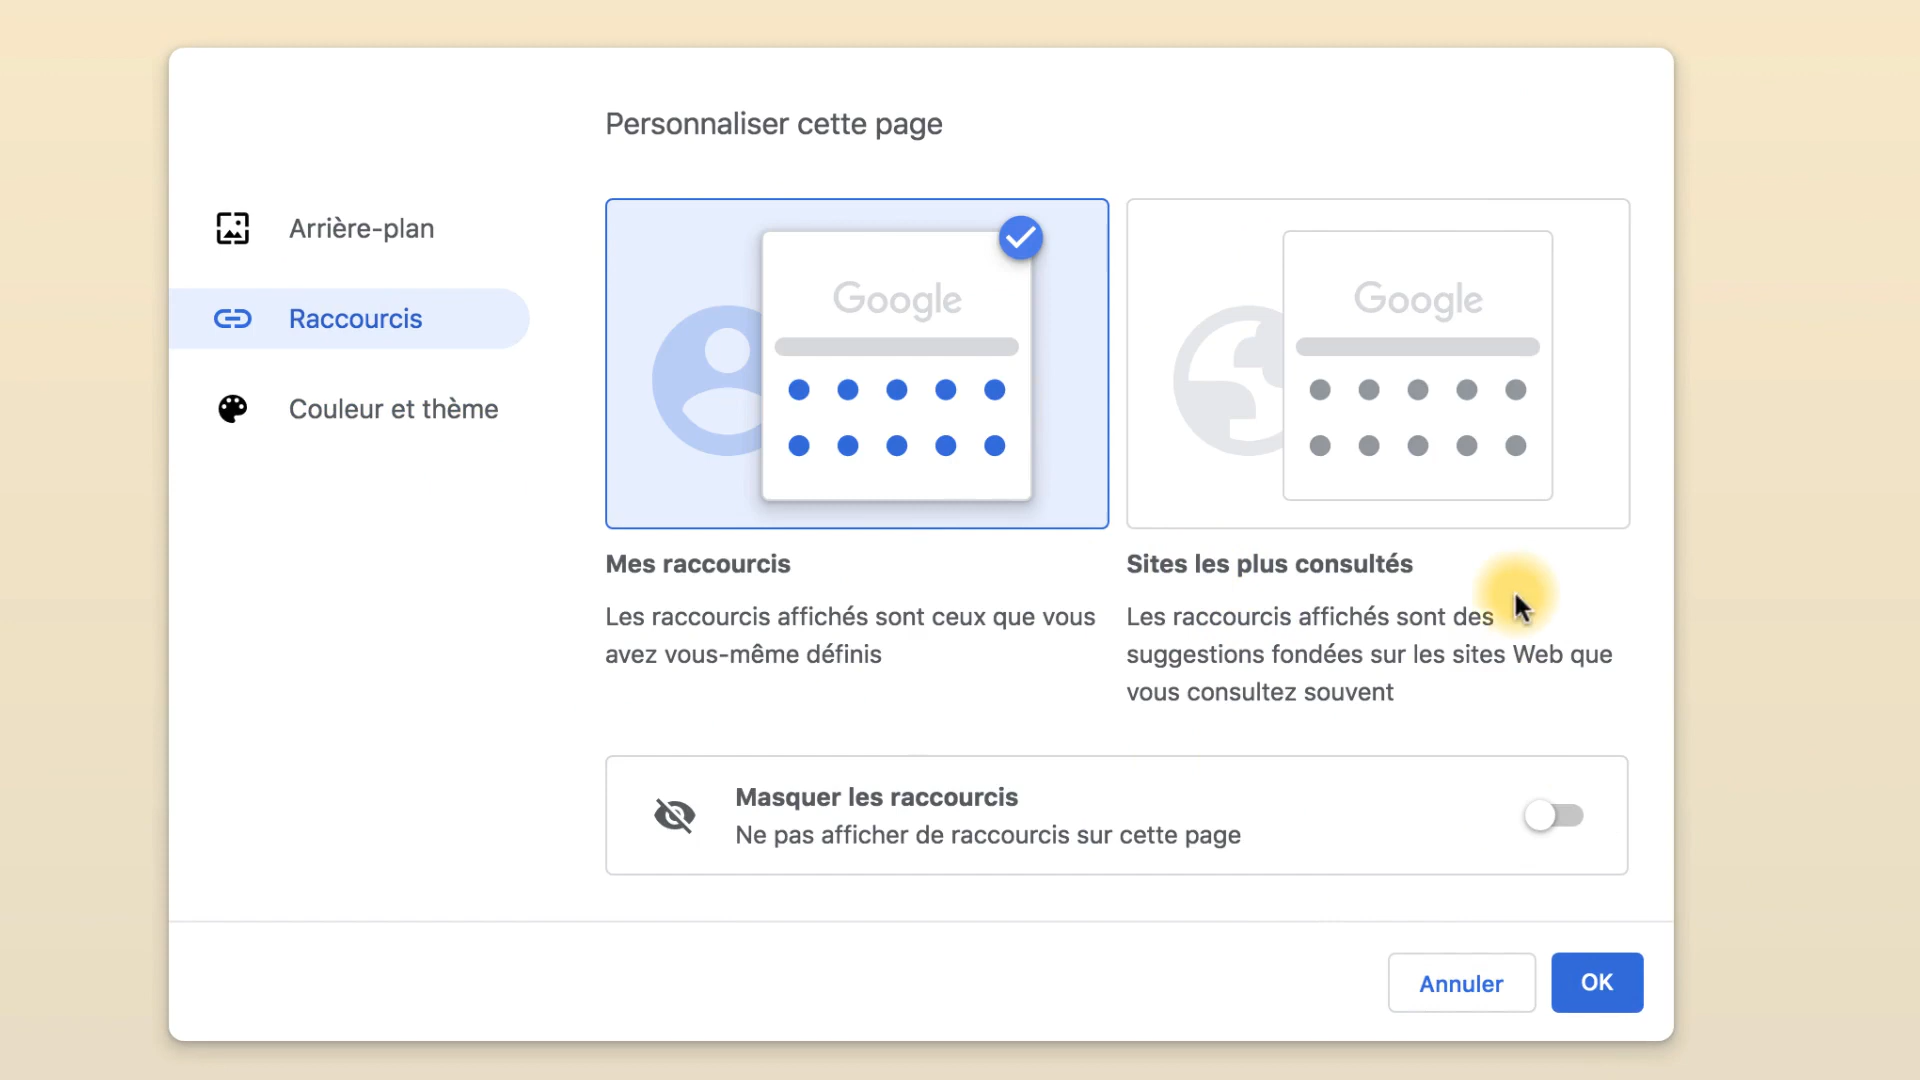 Personnaliser cette page
Arrière-plan
Raccourcis
Couleur et thème
Google
Google
Mes raccourcis
Les raccourcis affichés sont ceux que vous
avez vous-même définis
Sites les plus consultés
Les raccourcis affichés sont des
suggestions fondées sur les sites Web que
vous consultez souvent
Masquer les raccourcis
Ne pas afficher de raccourcis sur cette page
Annuler
OK